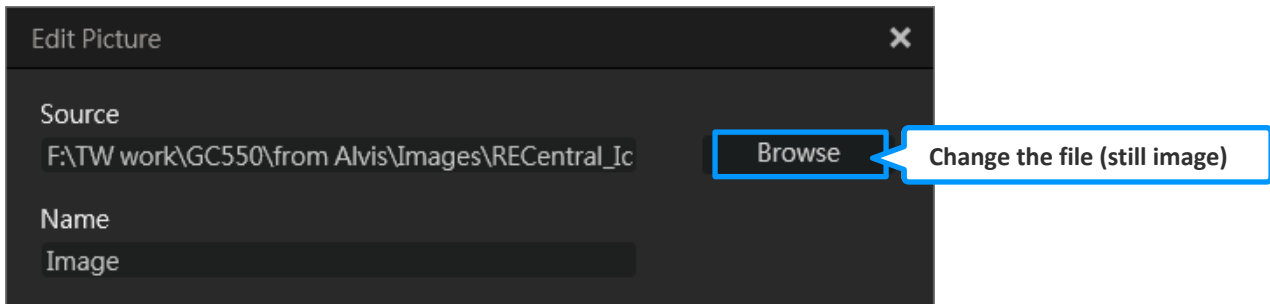 Edit Picture
Source
F:\TW work\GC550\from Alvis\Images\RECentral_Ic
Browse
Change the file (still image)
Name
Image